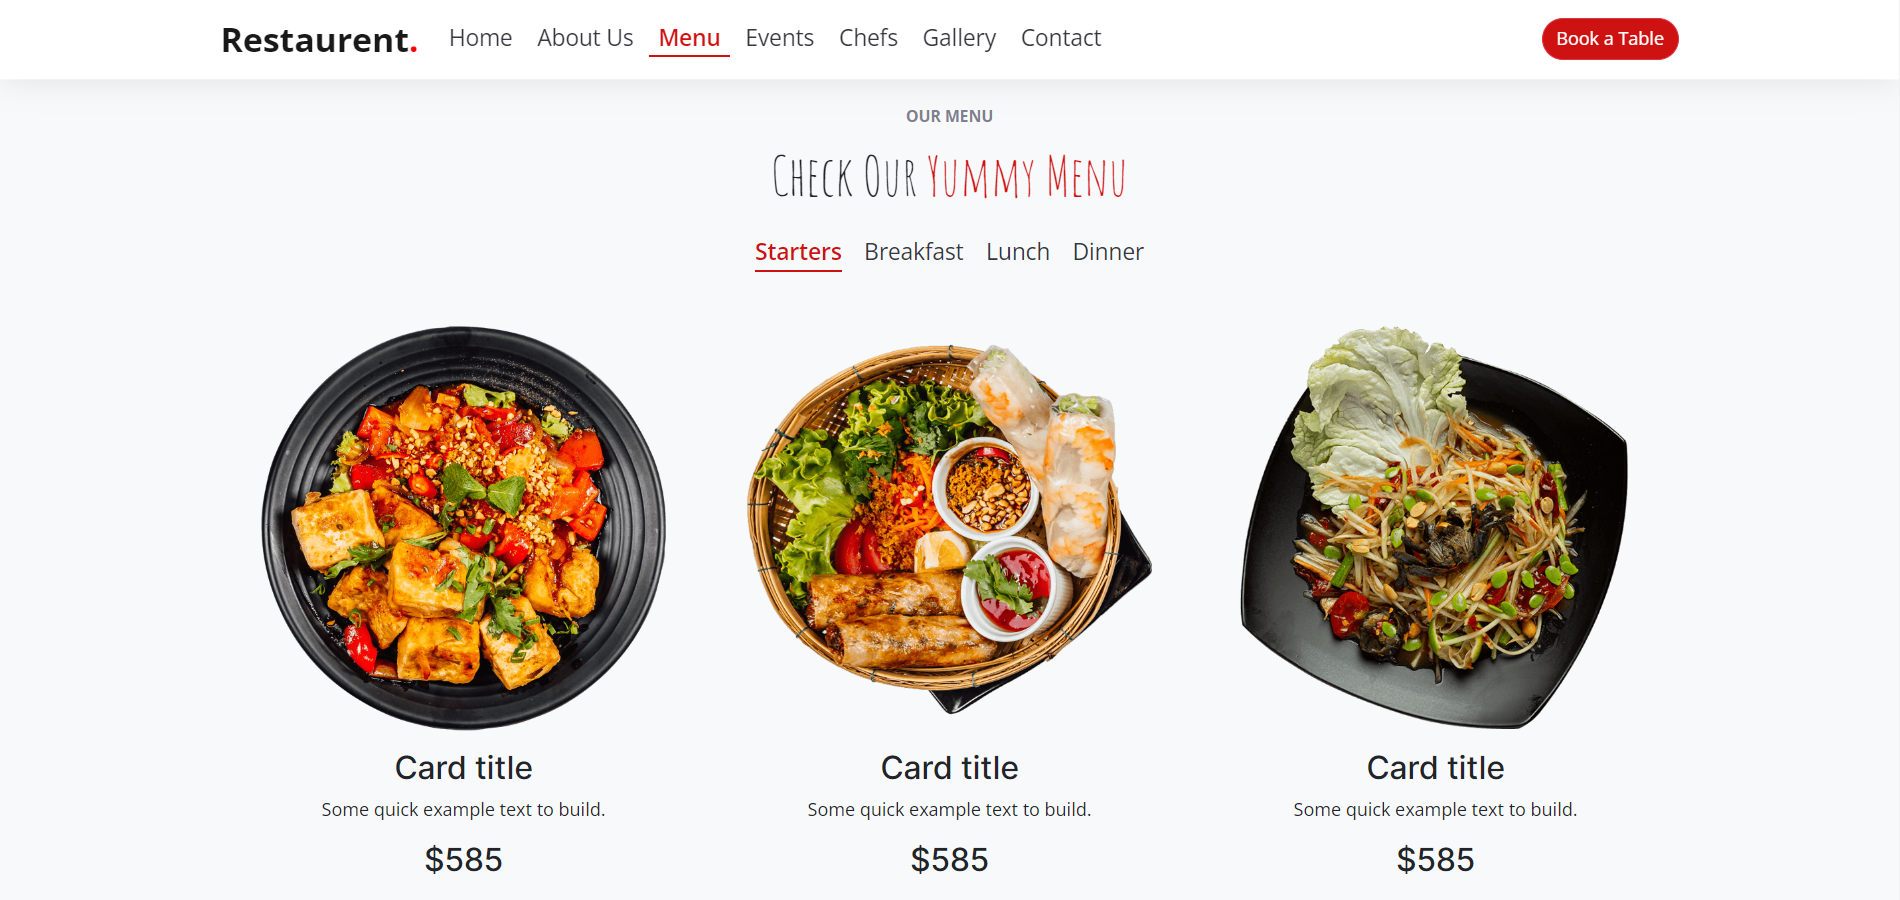 Restaurent. Home About Us Menu Events Chefs Gallery Contact Book a Table
OUR MENU
Check Our Yummy Menu
Starters Breakfast Lunch Dinner
Card title Card title Card title
Some quick example text to build. Some quick example text to build. Some quick example text to build.
$585 $585 $585